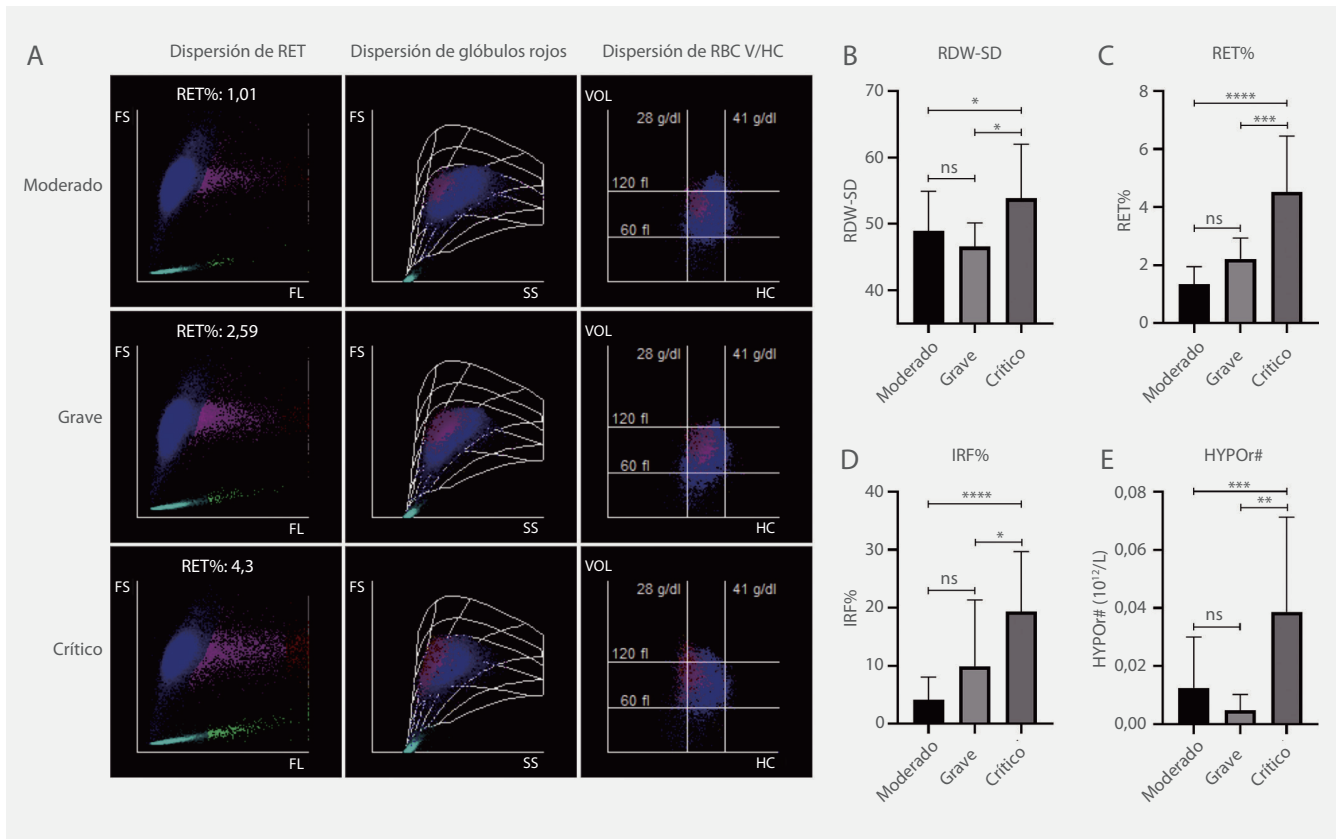 A
Dispersión de RET
Dispersión de glóbulos rojos
Dispersión de RBC V/HC
Moderado
RET%: 1,01
FS
FL
FS
SS
VOL
28 g/dl
41 g/dl
120 fl
60 fl
HC
Grave
RET%: 2,59
FS
FL
FS
SS
VOL
28 g/dl
41 g/dl
120 fl
60 fl
HC
Crítico
RET%: 4,3
FS
FL
FS
SS
VOL
28 g/dl
41 g/dl
120 fl
60 fl
HC
B
RDW-SD
RDW-SD
70
60
50
40
*
*
ns
Moderado
Grave
Crítico
C
RET%
RET%
8
6
4
2
0
****
***
ns
Moderado
Grave
Crítico
D
IRF%
IRF%
40
30
20
10
0
****
*
ns
Moderado
Grave
Crítico
E
HYPOr#
HYPOr# (10¹²/L)
0,08
0,06
0,04
0,02
0,00
***
**
ns
Moderado
Grave
Crítico